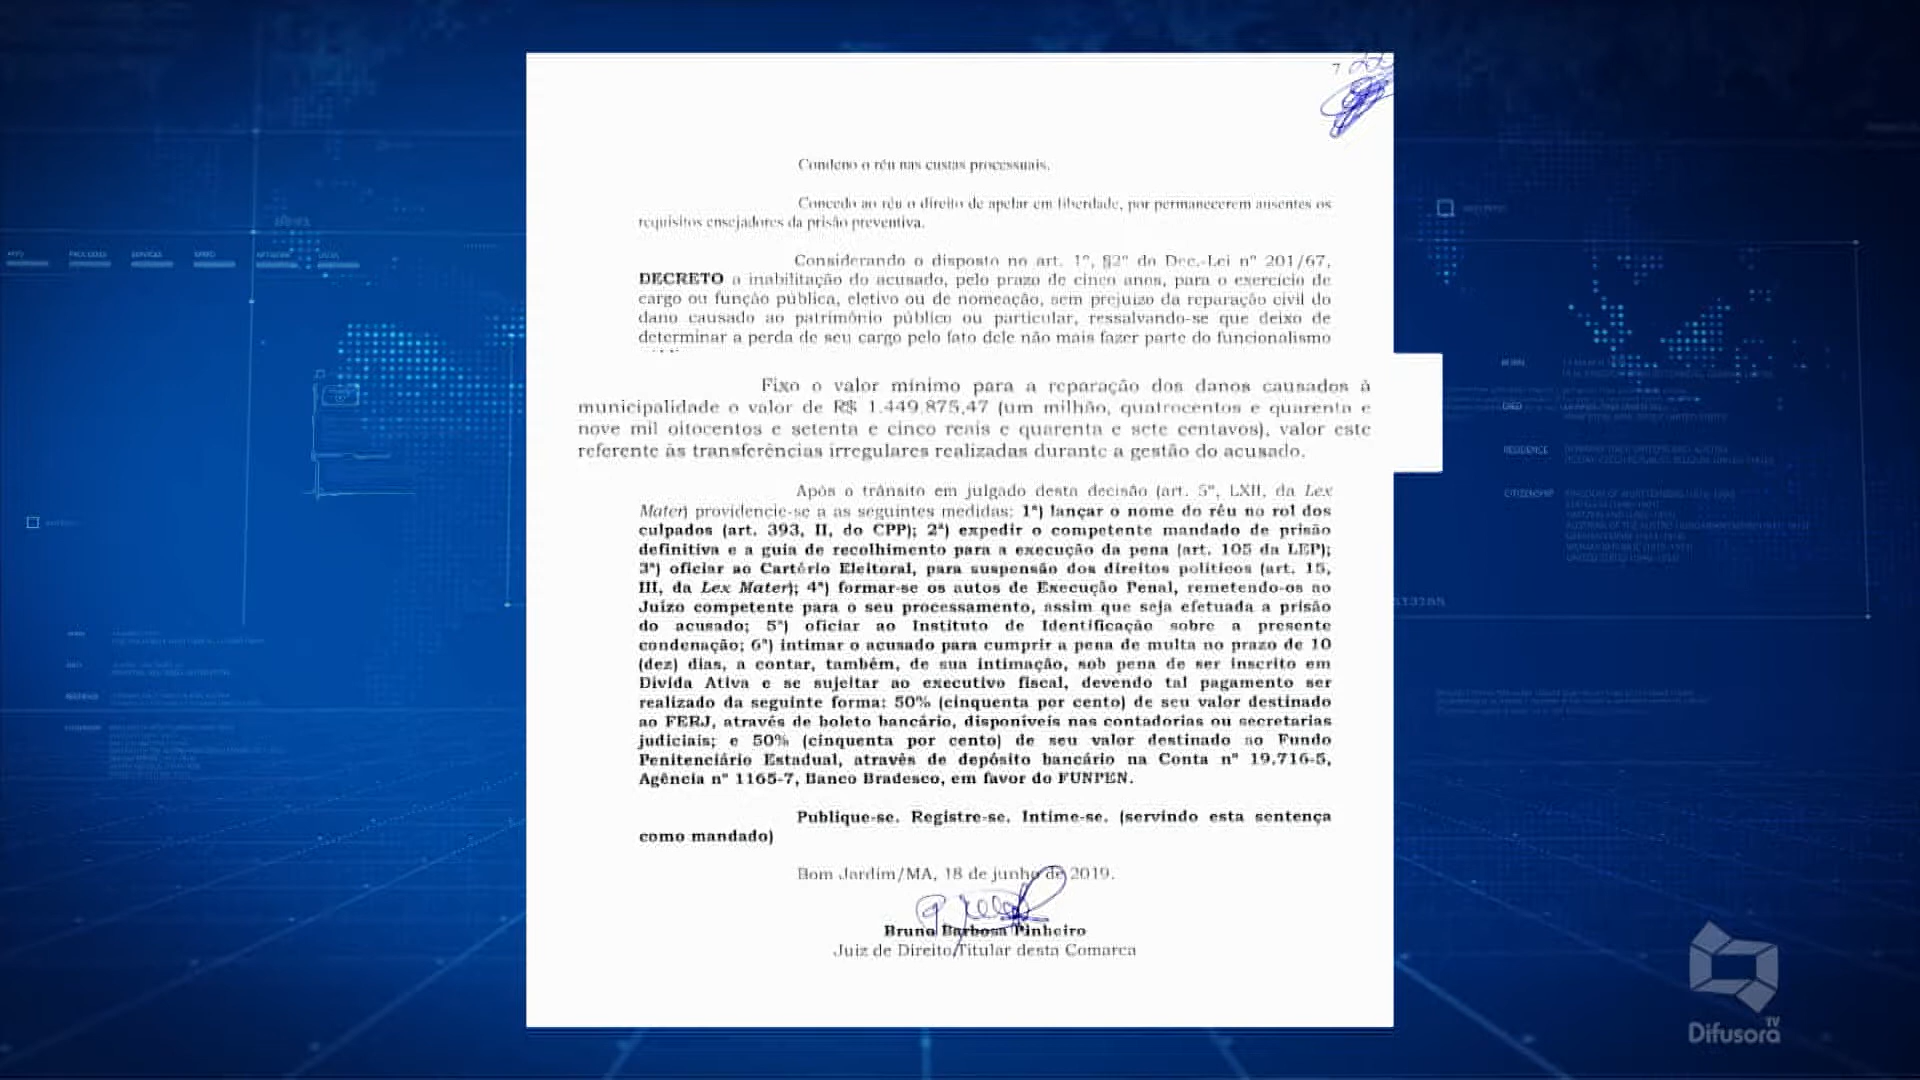 7
Condeno o réu nas custas processuais.
Concedo ao réu o direito de apelar em liberdade, por permanecerem ausentes os
requisitos ensejadores da prisão preventiva.
Considerando o disposto no art. 1º, §2º do Dec.-Lei nº 201/67,
DECRETO a inabilitação do acusado, pelo prazo de cinco anos, para o exercício de
cargo ou função pública, eletivo ou de nomeação, sem prejuízo da reparação civil do
dano causado ao patrimônio público ou particular, ressalvando-se que deixo de
determinar a perda de seu cargo pelo fato dele não mais fazer parte do funcionalismo
Fixo o valor mínimo para a reparação dos danos causados à
municipalidade o valor de R$ 1.449.875,47 (um milhão, quatrocentos e quarenta e
nove mil oitocentos e setenta e cinco reais e quarenta e sete centavos), valor este
referente às transferências irregulares realizadas durante a gestão do acusado.
Após o trânsito em julgado desta decisão (art. 5º, LXII, da Lex
Mater) providencie-se a as seguintes medidas: 1ª) lançar o nome do réu no rol dos
culpados (art. 393, II, do CPP); 2ª) expedir o competente mandado de prisão
definitiva e a guia de recolhimento para a execução da pena (art. 105 da LEP);
3ª) oficiar ao Cartório Eleitoral, para suspensão dos direitos políticos (art. 15,
III, da Lex Mater); 4ª) formar-se os autos de Execução Penal, remetendo-os ao
Juízo competente para o seu processamento, assim que seja efetuada a prisão
do acusado; 5ª) oficiar ao Instituto de Identificação sobre a presente
condenação; 6ª) intimar o acusado para cumprir a pena de multa no prazo de 10
(dez) dias, a contar, também, de sua intimação, sob pena de ser inscrito em
Dívida Ativa e se sujeitar ao executivo fiscal, devendo tal pagamento ser
realizado da seguinte forma: 50% (cinquenta por cento) de seu valor destinado
ao FERJ, através de boleto bancário, disponíveis nas contadorias ou secretarias
judiciais; e 50% (cinquenta por cento) de seu valor destinado ao Fundo
Penitenciário Estadual, através de depósito bancário na Conta nº 19.716-5,
Agência nº 1165-7, Banco Bradesco, em favor do FUNPEN.
Publique-se. Registre-se. Intime-se. (servindo esta sentença
como mandado)
Bom Jardim/MA, 18 de junho de 2019.
Bruno Barbosa Pinheiro
Juiz de Direito/Titular desta Comarca
RESIDENCE
CITIZENSHIP
TV
Difusora